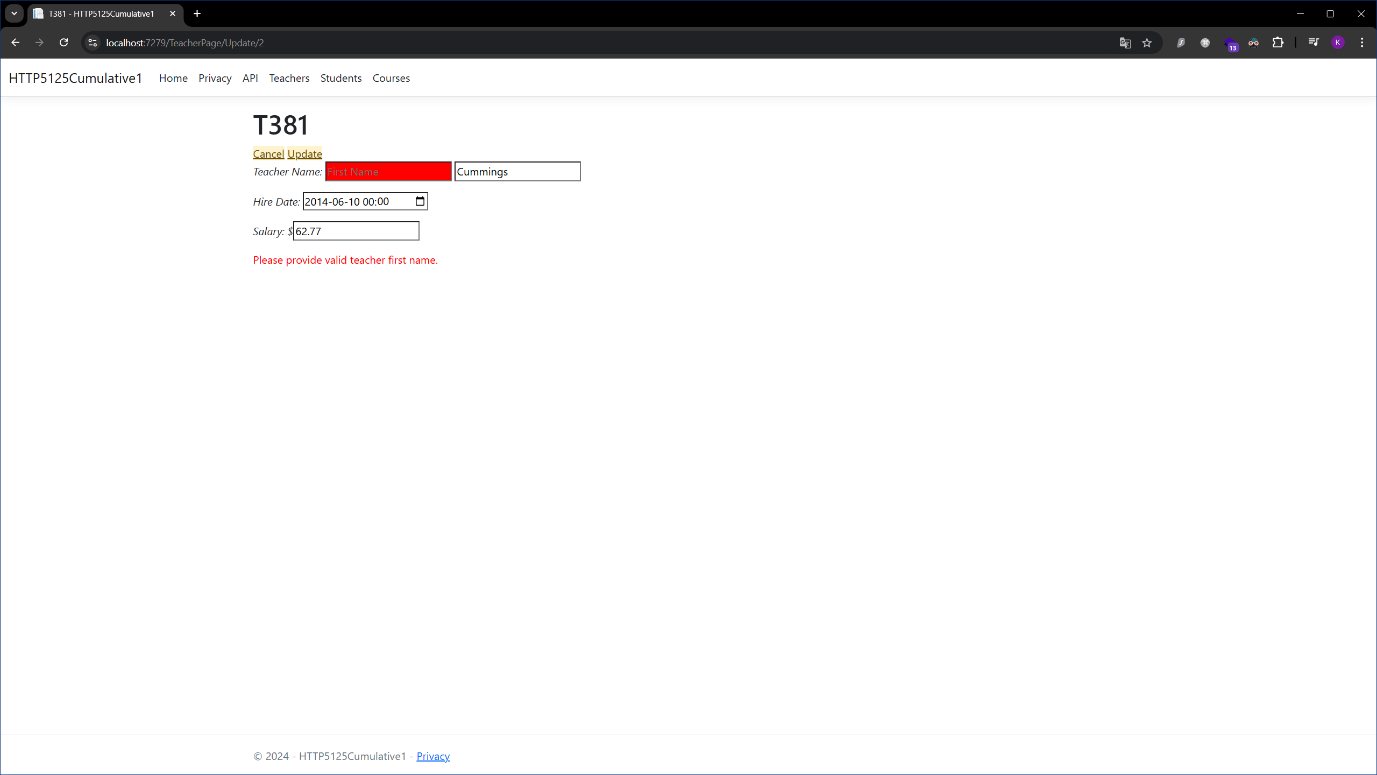 T381 - HTTP5125Cumulative1
localhost:7279/TeacherPage/Update/2
13
K
HTTP5125Cumulative1 Home Privacy API Teachers Students Courses
T381
Cancel Update
Teacher Name: First Name Cummings
Hire Date: 2014-06-10 00:00
Salary: $62.77
Please provide valid teacher first name.
© 2024 - HTTP5125Cumulative1 - Privacy